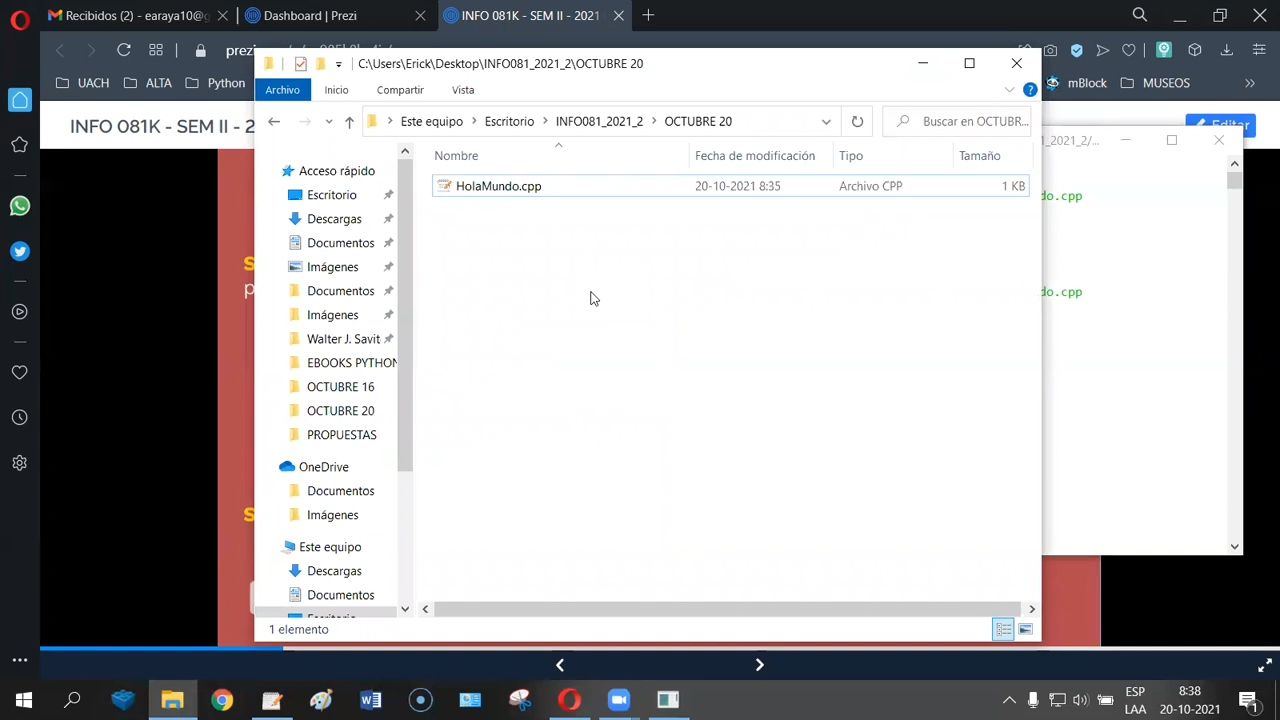 Recibidos (2) - earaya10@g
Dashboard | Prezi
INFO 081K - SEM II - 2021
prezi
UACH
ALTA
Python
mBlock
MUSEOS
INFO 081K - SEM II - 2
Editar
C:\Users\Erick\Desktop\INFO081_2021_2\OCTUBRE 20
Archivo
Inicio
Compartir
Vista
Este equipo
Escritorio
INFO081_2021_2
OCTUBRE 20
Buscar en OCTUBR...
_2021_2/...
Nombre
Fecha de modificación
Tipo
Tamaño
HolaMundo.cpp
20-10-2021 8:35
Archivo CPP
1 KB
do.cpp
do.cpp
Acceso rápido
Escritorio
Descargas
Documentos
Imágenes
Documentos
Imágenes
Walter J. Savit
EBOOKS PYTHON
OCTUBRE 16
OCTUBRE 20
PROPUESTAS
OneDrive
Documentos
Imágenes
Este equipo
Descargas
Documentos
1 elemento
ESP
LAA
8:38
20-10-2021
1